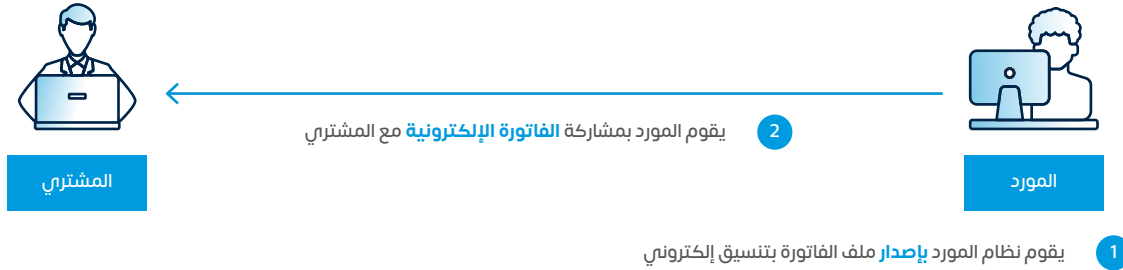 2 يقوم المورد بمشاركة الفاتورة الإلكترونية مع المشتري
المورد
المشتري
1 يقوم نظام المورد بإصدار ملف الفاتورة بتنسيق إلكتروني